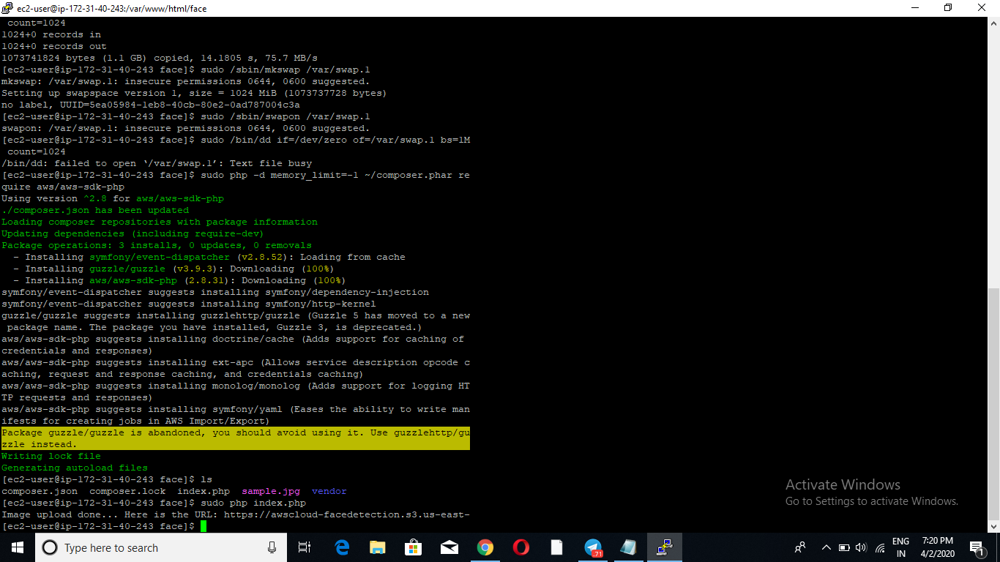 ec2-user@ip-172-31-40-243:/var/www/html/face
 count=1024
1024+0 records in
1024+0 records out
1073741824 bytes (1.1 GB) copied, 14.1805 s, 75.7 MB/s
[ec2-user@ip-172-31-40-243 face]$ sudo /sbin/mkswap /var/swap.1
mkswap: /var/swap.1: insecure permissions 0644, 0600 suggested.
Setting up swapspace version 1, size = 1024 MiB (1073737728 bytes)
no label, UUID=5ea05984-1eb8-40cb-80e2-0ad787004c3a
[ec2-user@ip-172-31-40-243 face]$ sudo /sbin/swapon /var/swap.1
swapon: /var/swap.1: insecure permissions 0644, 0600 suggested.
[ec2-user@ip-172-31-40-243 face]$ sudo /bin/dd if=/dev/zero of=/var/swap.1 bs=1M
 count=1024
/bin/dd: failed to open ‘/var/swap.1’: Text file busy
[ec2-user@ip-172-31-40-243 face]$ sudo php -d memory_limit=-1 ~/composer.phar re
quire aws/aws-sdk-php
Using version ^2.8 for aws/aws-sdk-php
./composer.json has been updated
Loading composer repositories with package information
Updating dependencies (including require-dev)
Package operations: 3 installs, 0 updates, 0 removals
  - Installing symfony/event-dispatcher (v2.8.52): Loading from cache
  - Installing guzzle/guzzle (v3.9.3): Downloading (100%)
  - Installing aws/aws-sdk-php (2.8.31): Downloading (100%)
symfony/event-dispatcher suggests installing symfony/dependency-injection
symfony/event-dispatcher suggests installing symfony/http-kernel
guzzle/guzzle suggests installing guzzlehttp/guzzle (Guzzle 5 has moved to a new
 package name. The package you have installed, Guzzle 3, is deprecated.)
aws/aws-sdk-php suggests installing doctrine/cache (Adds support for caching of
credentials and responses)
aws/aws-sdk-php suggests installing ext-apc (Allows service description opcode c
aching, request and response caching, and credentials caching)
aws/aws-sdk-php suggests installing monolog/monolog (Adds support for logging HT
TP requests and responses)
aws/aws-sdk-php suggests installing symfony/yaml (Eases the ability to write man
ifests for creating jobs in AWS Import/Export)
Package guzzle/guzzle is abandoned, you should avoid using it. Use guzzlehttp/gu
zzle instead.
Writing lock file
Generating autoload files
[ec2-user@ip-172-31-40-243 face]$ ls
composer.json  composer.lock  index.php  sample.jpg  vendor
[ec2-user@ip-172-31-40-243 face]$ sudo php index.php
Image upload done... Here is the URL: https://awscloud-facedetection.s3.us-east-
[ec2-user@ip-172-31-40-243 face]$
Activate Windows
Go to Settings to activate Windows.
Type here to search
71
ENG
IN
7:20 PM
4/2/2020
1